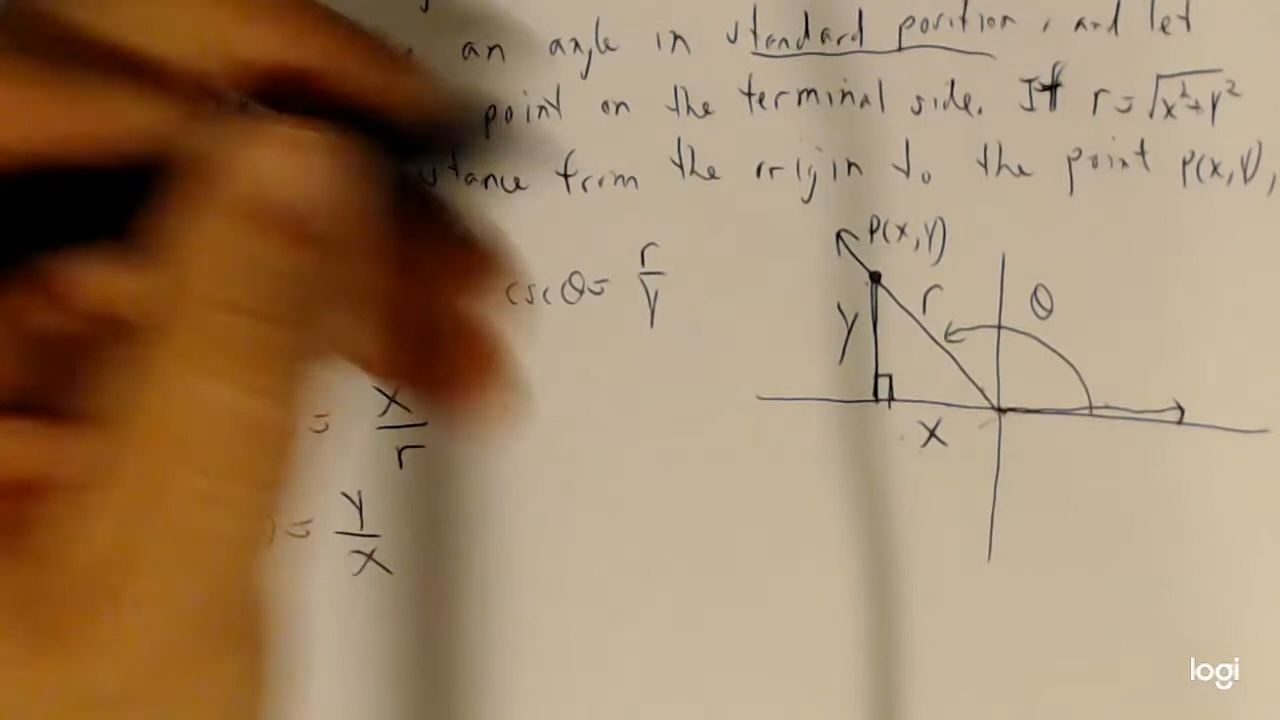 an angle in standard position, and let
point on the terminal side. If r = √x²+y²
from the origin to the point P(x,y),
P(x,y)
csc θ = r/y
r
θ
y
= x/r
x
= y/x
logi